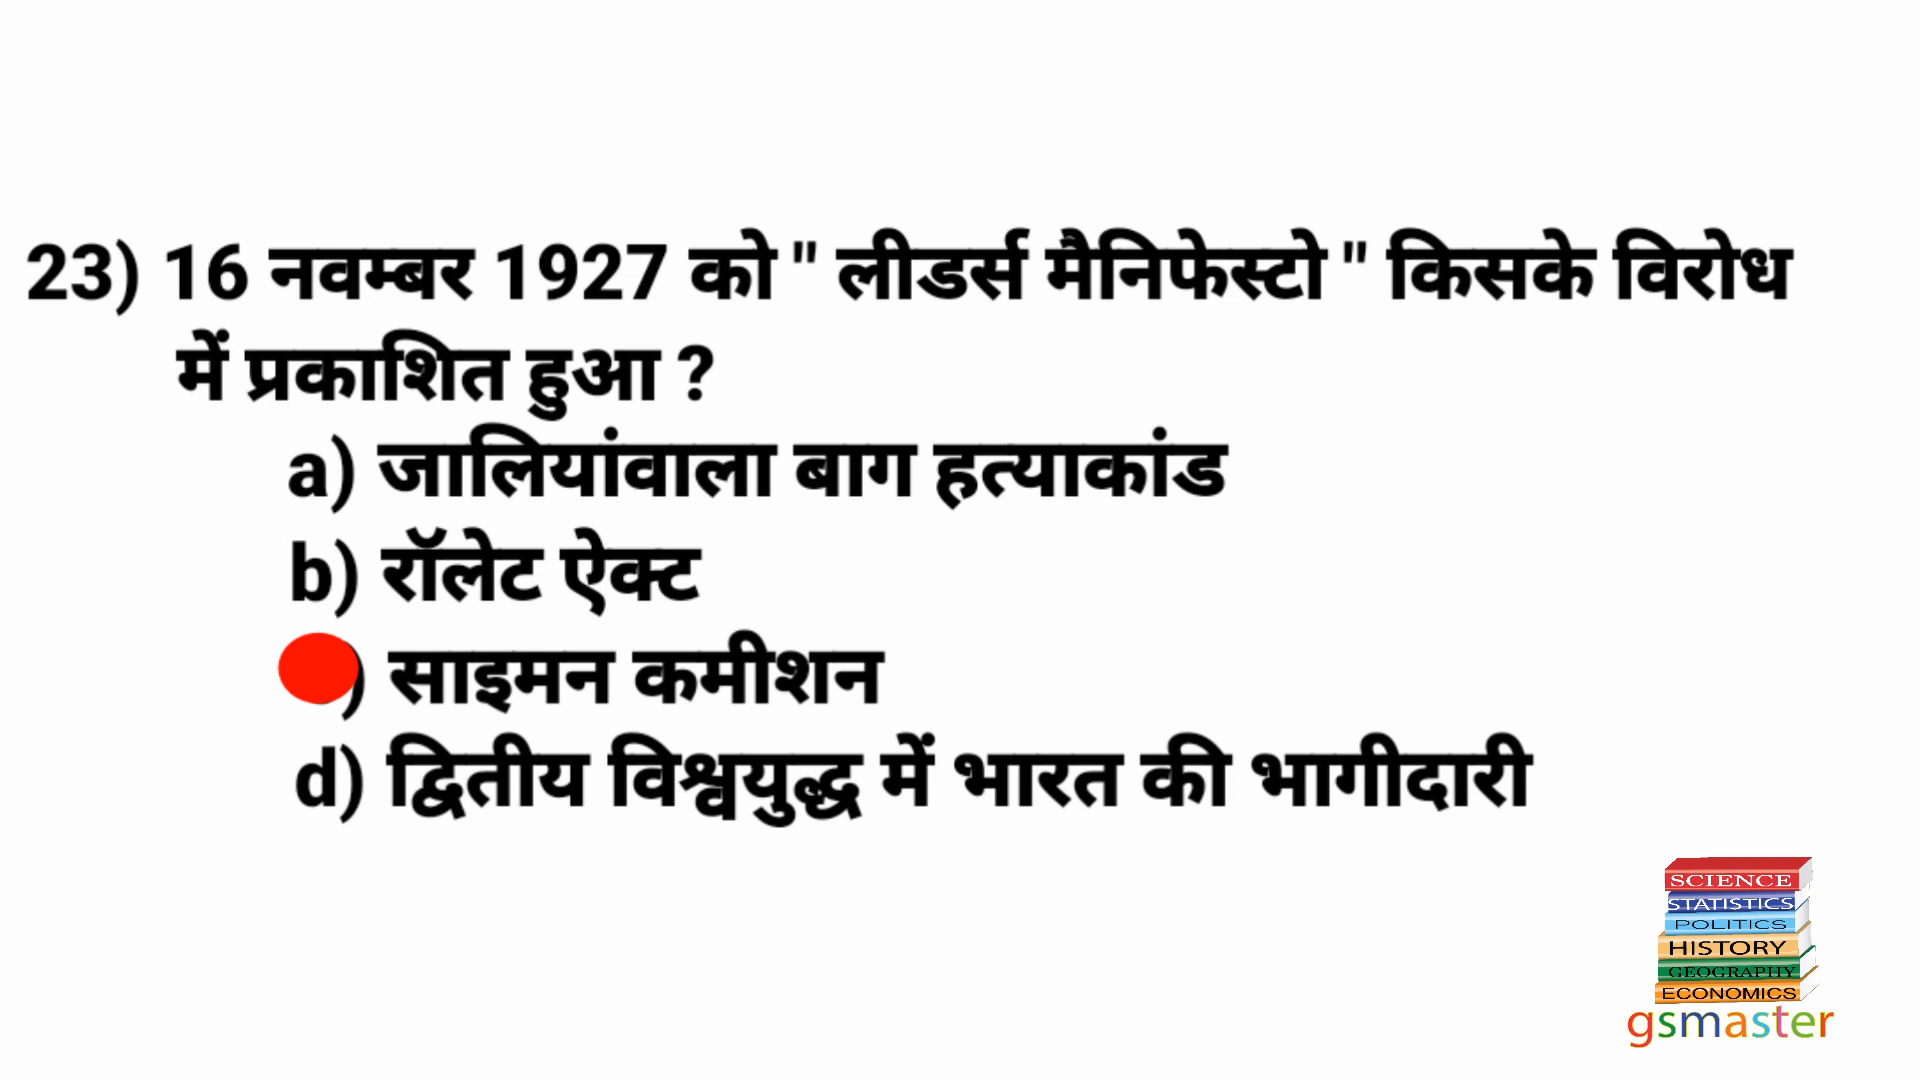 23) 16 नवम्बर 1927 को " लीडर्स मैनिफेस्टो " किसके विरोध
में प्रकाशित हुआ ?
a) जालियांवाला बाग हत्याकांड
b) रॉलेट ऐक्ट
) साइमन कमीशन
d) द्वितीय विश्वयुद्ध में भारत की भागीदारी
SCIENCE
STATISTICS
POLITICS
HISTORY
GEOGRAPHY
ECONOMICS
gsmaster